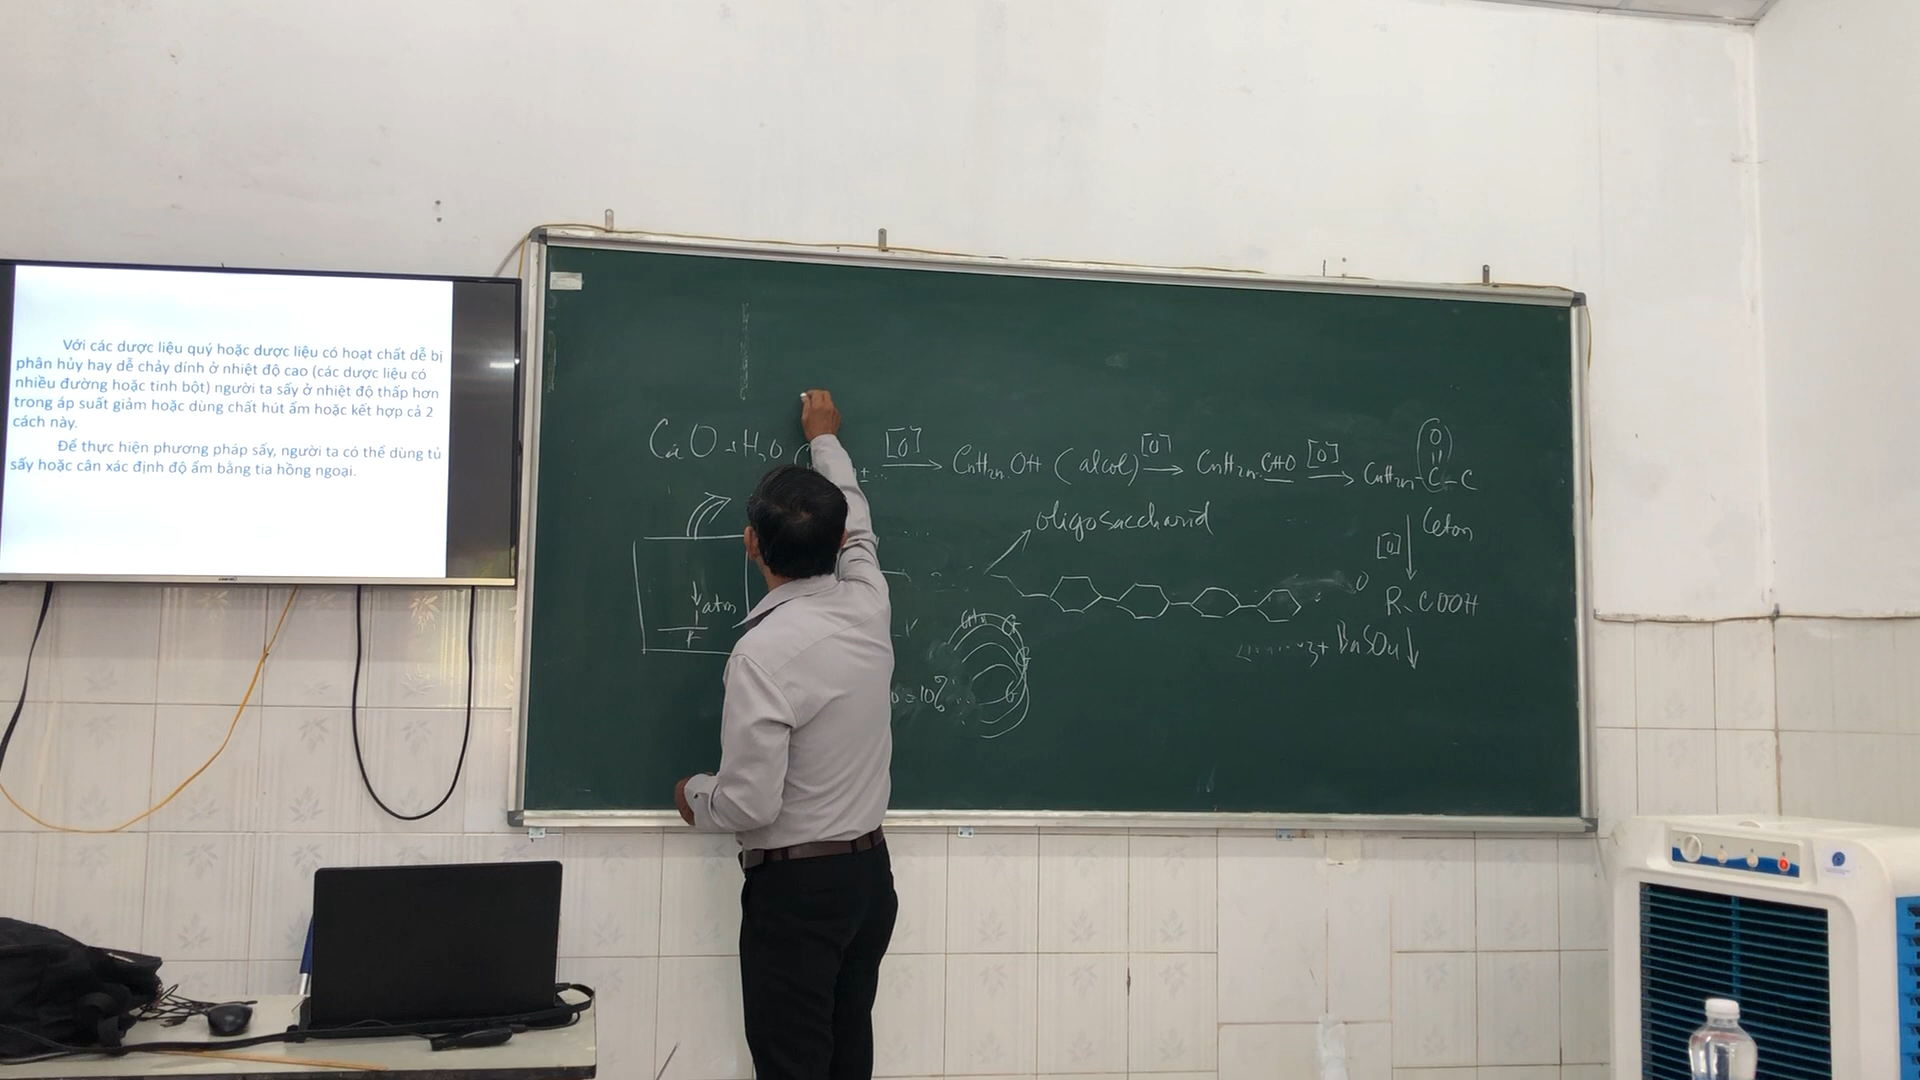 Với các dược liệu quý hoặc dược liệu có hoạt chất dễ bị
phân hủy hay dễ chảy dính ở nhiệt độ cao (các dược liệu có
nhiều đường hoặc tinh bột) người ta sấy ở nhiệt độ thấp hơn
trong áp suất giảm hoặc dùng chất hút ẩm hoặc kết hợp cả 2
cách này.
Để thực hiện phương pháp sấy, người ta có thể dùng tủ
sấy hoặc cân xác định độ ẩm bằng tia hồng ngoại.
CaO + H2O
[O] → CnH2n.OH (alcol) [O] → CnH2n.CHO [O] → CnH2n-C-C
O
oligosaccharid
Ceton
[O]
atm
R-COOH
O
G
G
G
+ BaSO4↓
= 10%